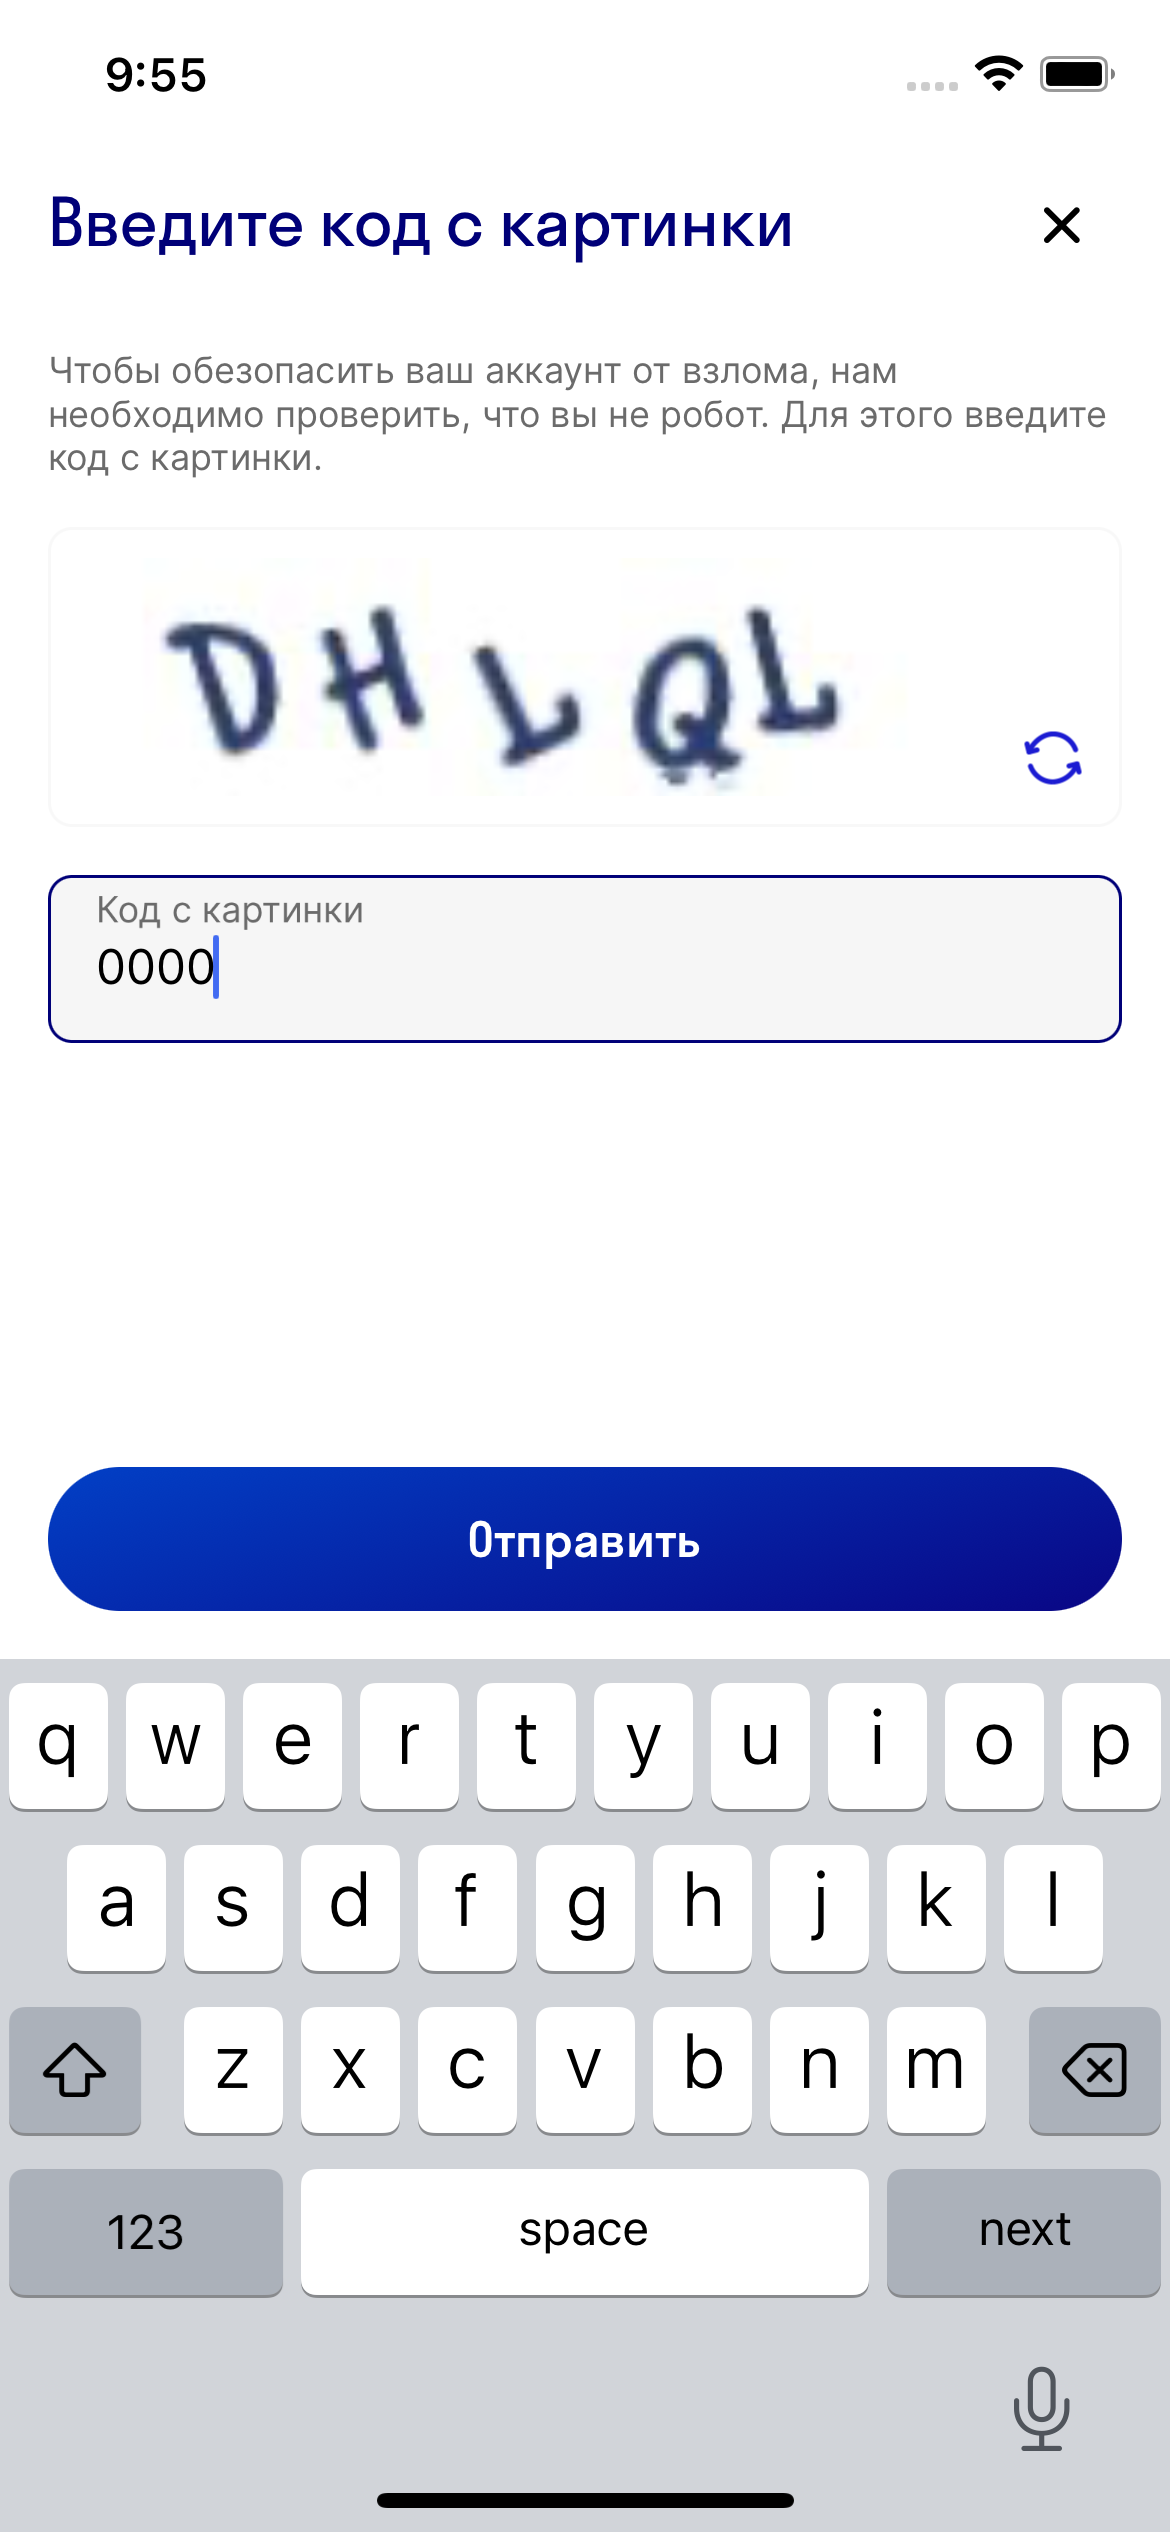 9:55
Введите код с картинки
Чтобы обезопасить ваш аккаунт от взлома, нам
необходимо проверить, что вы не робот. Для этого введите
код с картинки.
DHLQL
Код с картинки
0000
Отправить
q w e r t y u i o p
a s d f g h j k l
z x c v b n m
123 space next